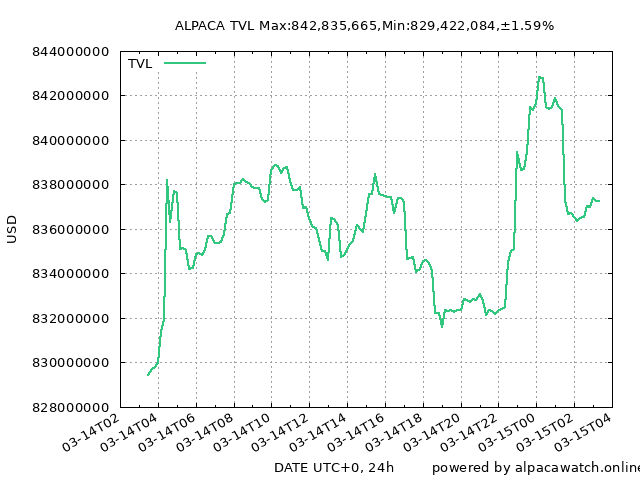 ALPACA TVL Max:842,835,665,Min:829,422,084,±1.59%
844000000
842000000
840000000
838000000
836000000
834000000
832000000
830000000
828000000
USD
TVL
03-14T02
03-14T04
03-14T06
03-14T08
03-14T10
03-14T12
03-14T14
03-14T16
03-14T18
03-14T20
03-14T22
03-15T00
03-15T02
03-15T04
DATE UTC+0, 24h
powered by alpacawatch.online